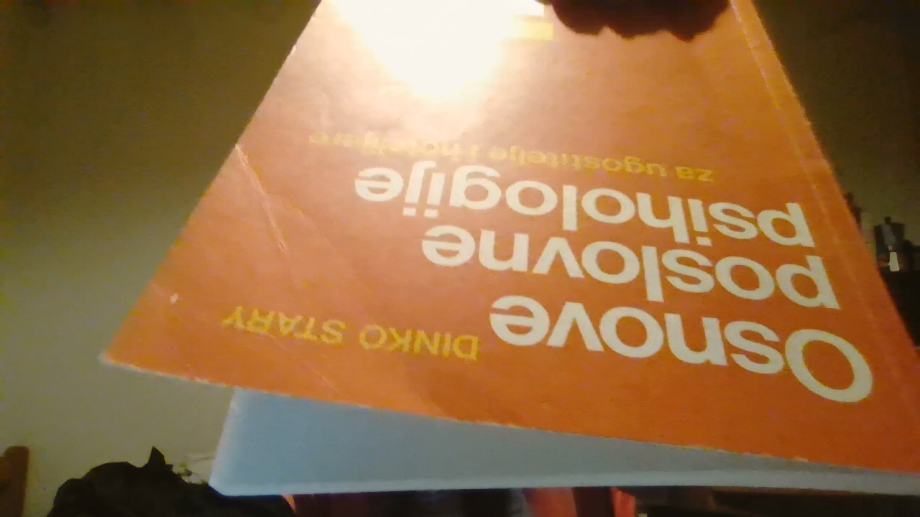 DINKO STARY
Osnove
poslovne
psihologije
za ugostitelje i hotelijere